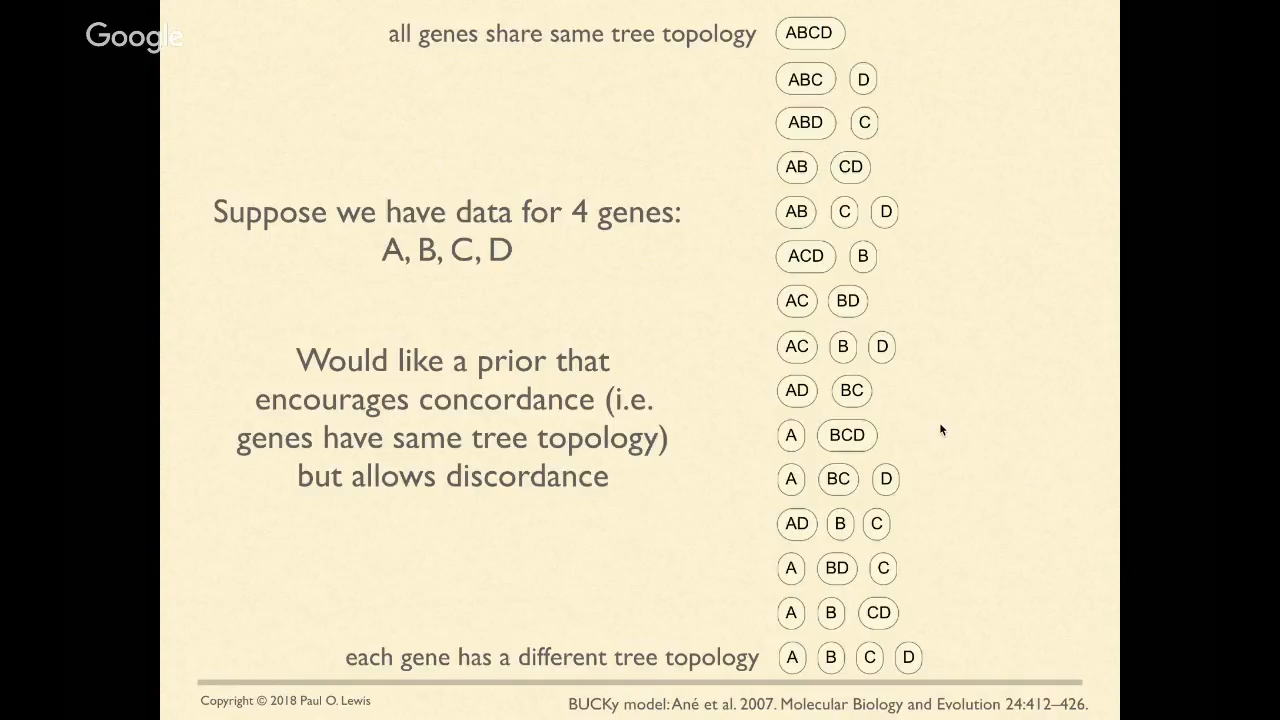 Google
all genes share same tree topology ABCD
ABC D
ABD C
AB CD
Suppose we have data for 4 genes:
A, B, C, D
AB C D
ACD B
AC BD
Would like a prior that
encourages concordance (i.e.
genes have same tree topology)
but allows discordance
AC B D
AD BC
A BCD
A BC D
AD B C
A BD C
A B CD
each gene has a different tree topology A B C D
Copyright © 2018 Paul O. Lewis
BUCKy model: Ané et al. 2007. Molecular Biology and Evolution 24:412–426.